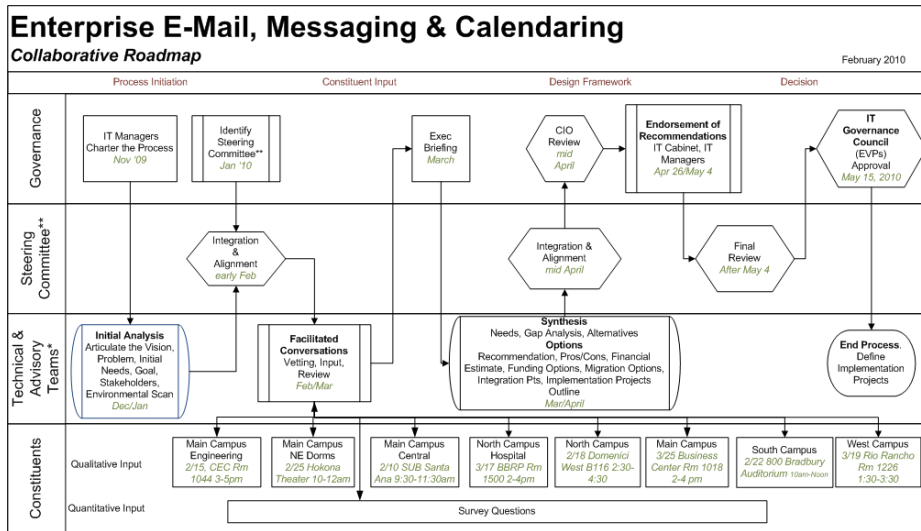 Enterprise E-Mail, Messaging & Calendaring
Collaborative Roadmap
February 2010
Process Initiation
Constituent Input
Design Framework
Decision
Governance
IT Managers
Charter the Process
Nov '09
Identify
Steering
Committee**
Jan '10
Exec
Briefing
March
CIO
Review
mid
April
Endorsement of
Recommendations
IT Cabinet, IT
Managers
Apr 26/May 4
IT
Governance
Council
(EVPs)
Approval
May 15, 2010
Steering
Committee**
Integration
&
Alignment
early Feb
Integration &
Alignment
mid April
Final
Review
After May 4
Technical &
Advisory
Teams*
Initial Analysis
Articulate the Vision,
Problem, Initial
Needs, Goal,
Stakeholders,
Environmental Scan
Dec/Jan
Facilitated
Conversations
Vetting, Input,
Review
Feb/Mar
Synthesis
Needs, Gap Analysis, Alternatives
Options
Recommendation, Pros/Cons, Financial
Estimate, Funding Options, Migration Options,
Integration Pts, Implementation Projects
Outline
Mar/April
End Process.
Define
Implementation
Projects
Constituents
Qualitative Input
Main Campus
Engineering
2/15, CEC Rm
1044 3-5pm
Main Campus
NE Dorms
2/25 Hokona
Theater 10-12am
Main Campus
Central
2/10 SUB Santa
Ana 9:30-11:30am
North Campus
Hospital
3/17 BBRP Rm
1500 2-4pm
North Campus
2/18 Domenici
West B116 2:30-
4:30
Main Campus
3/25 Business
Center Rm 1018
2-4 pm
South Campus
2/22 800 Bradbury
Auditorium 10am-Noon
West Campus
3/19 Rio Rancho
Rm 1226
1:30-3:30
Quantitative Input
Survey Questions